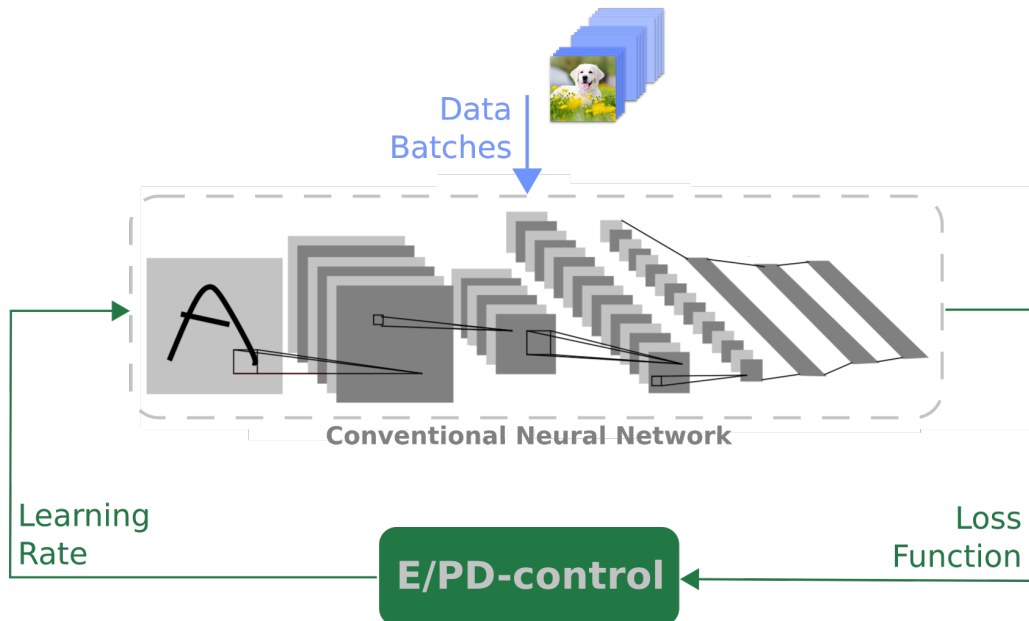 Data
Batches
A
Conventional Neural Network
Learning
Rate
E/PD-control
Loss
Function